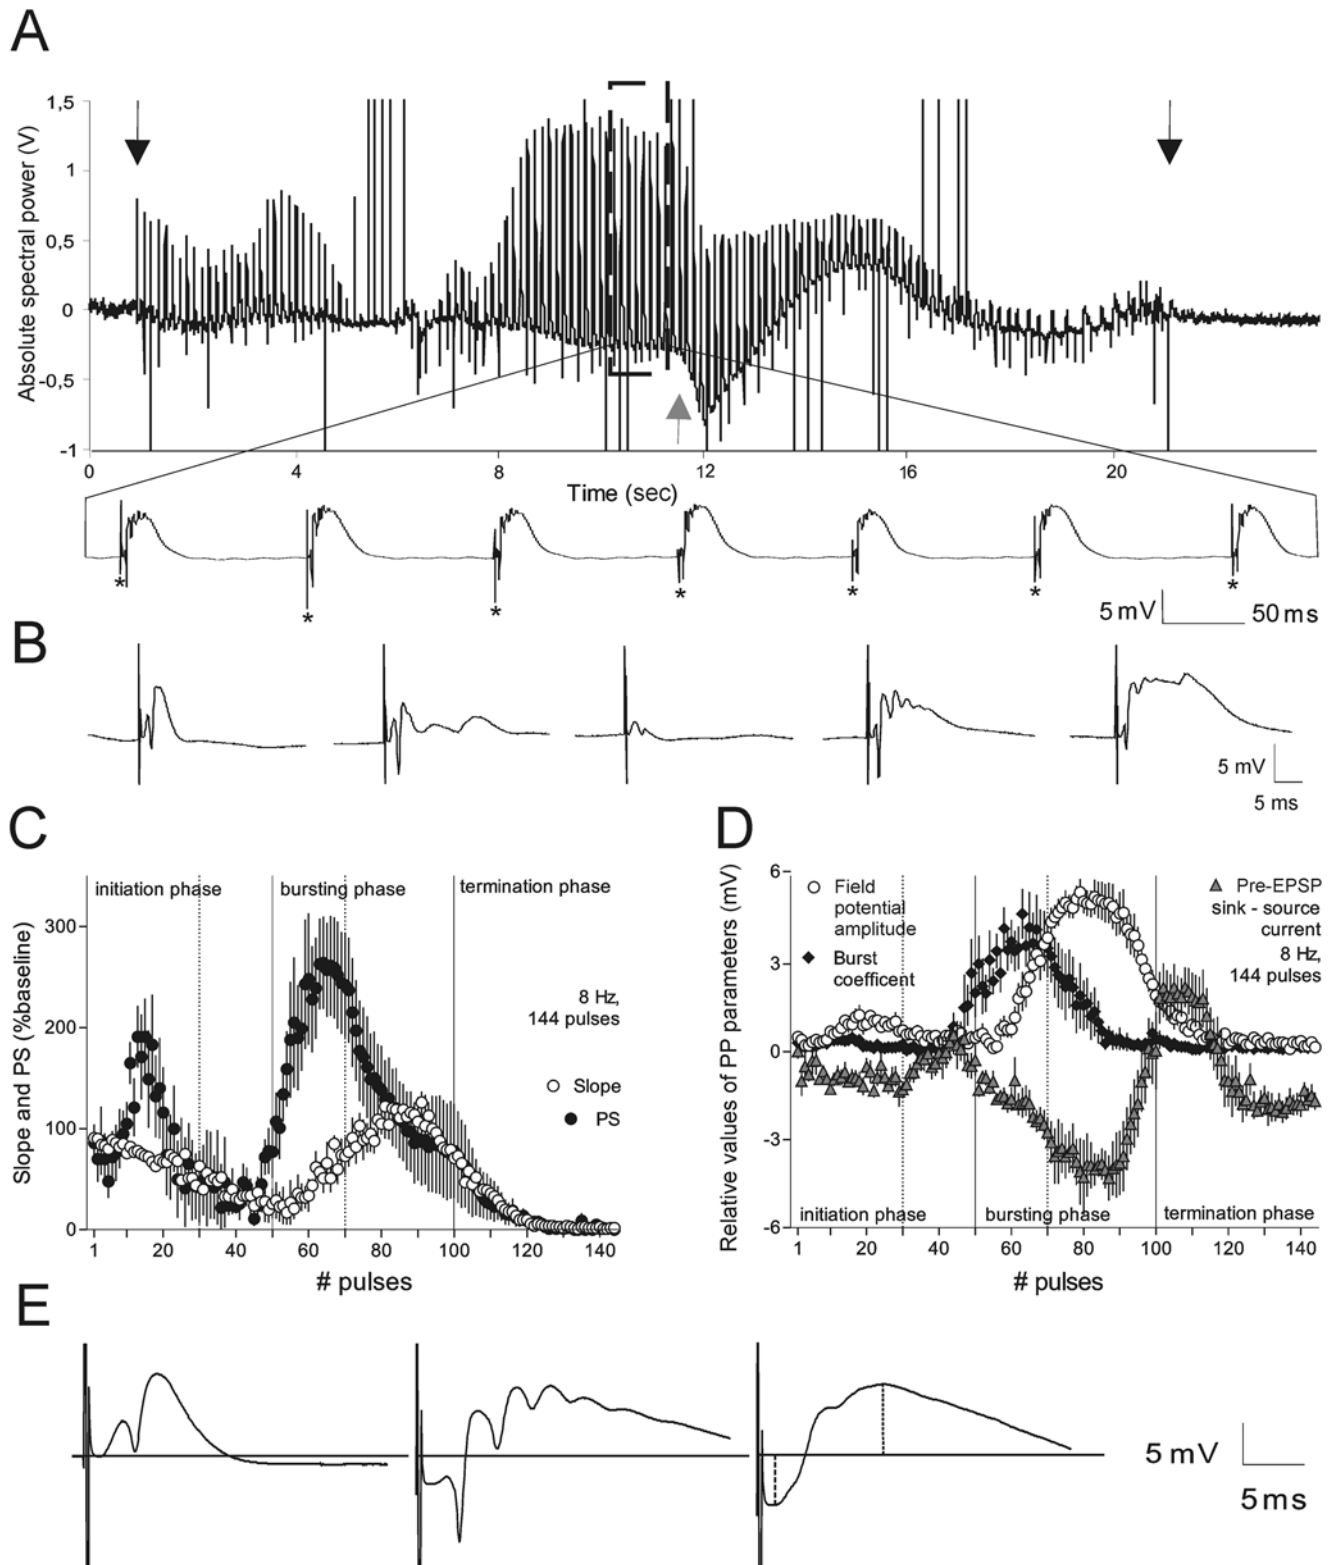 A
Absolute spectral power (V)
1,5
1
0,5
0
-0,5
-1
0
4
8
12
16
20
Time (sec)
*
*
*
*
*
*
*
5 mV
50 ms
B
5 mV
5 ms
C
Slope and PS (%baseline)
300
200
100
0
initiation phase
bursting phase
termination phase
8 Hz,
144 pulses
Slope
PS
1
20
40
60
80
100
120
140
# pulses
D
Relative values of PP parameters (mV)
6
3
0
-3
-6
Field
potential
amplitude
Burst
coefficent
Pre-EPSP
sink - source
current
8 Hz,
144 pulses
initiation phase
bursting phase
termination phase
1
20
40
60
80
100
120
140
# pulses
E
5 mV
5 ms